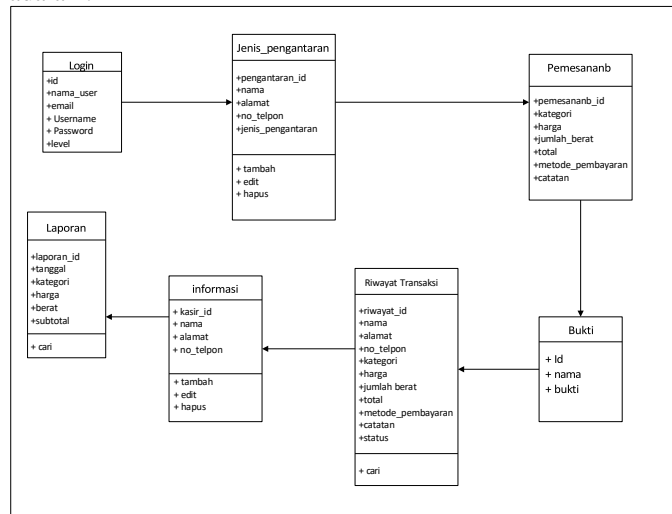 Login
+id
+nama_user
+email
+ Username
+ Password
+level
Jenis_pengantaran
+pengantaran_id
+nama
+alamat
+no_telpon
+jenis_pengantaran
+ tambah
+ edit
+ hapus
Pemesananb
+pemesananb_id
+kategori
+harga
+jumlah_berat
+total
+metode_pembayaran
+catatan
Bukti
+ Id
+ nama
+ bukti
Riwayat Transaksi
+riwayat_id
+nama
+alamat
+no_telpon
+kategori
+harga
+jumlah berat
+total
+metode_pembayaran
+catatan
+status
+ cari
informasi
+ kasir_id
+ nama
+ alamat
+ no_telpon
+ tambah
+ edit
+ hapus
Laporan
+laporan_id
+tanggal
+kategori
+harga
+berat
+subtotal
+ cari